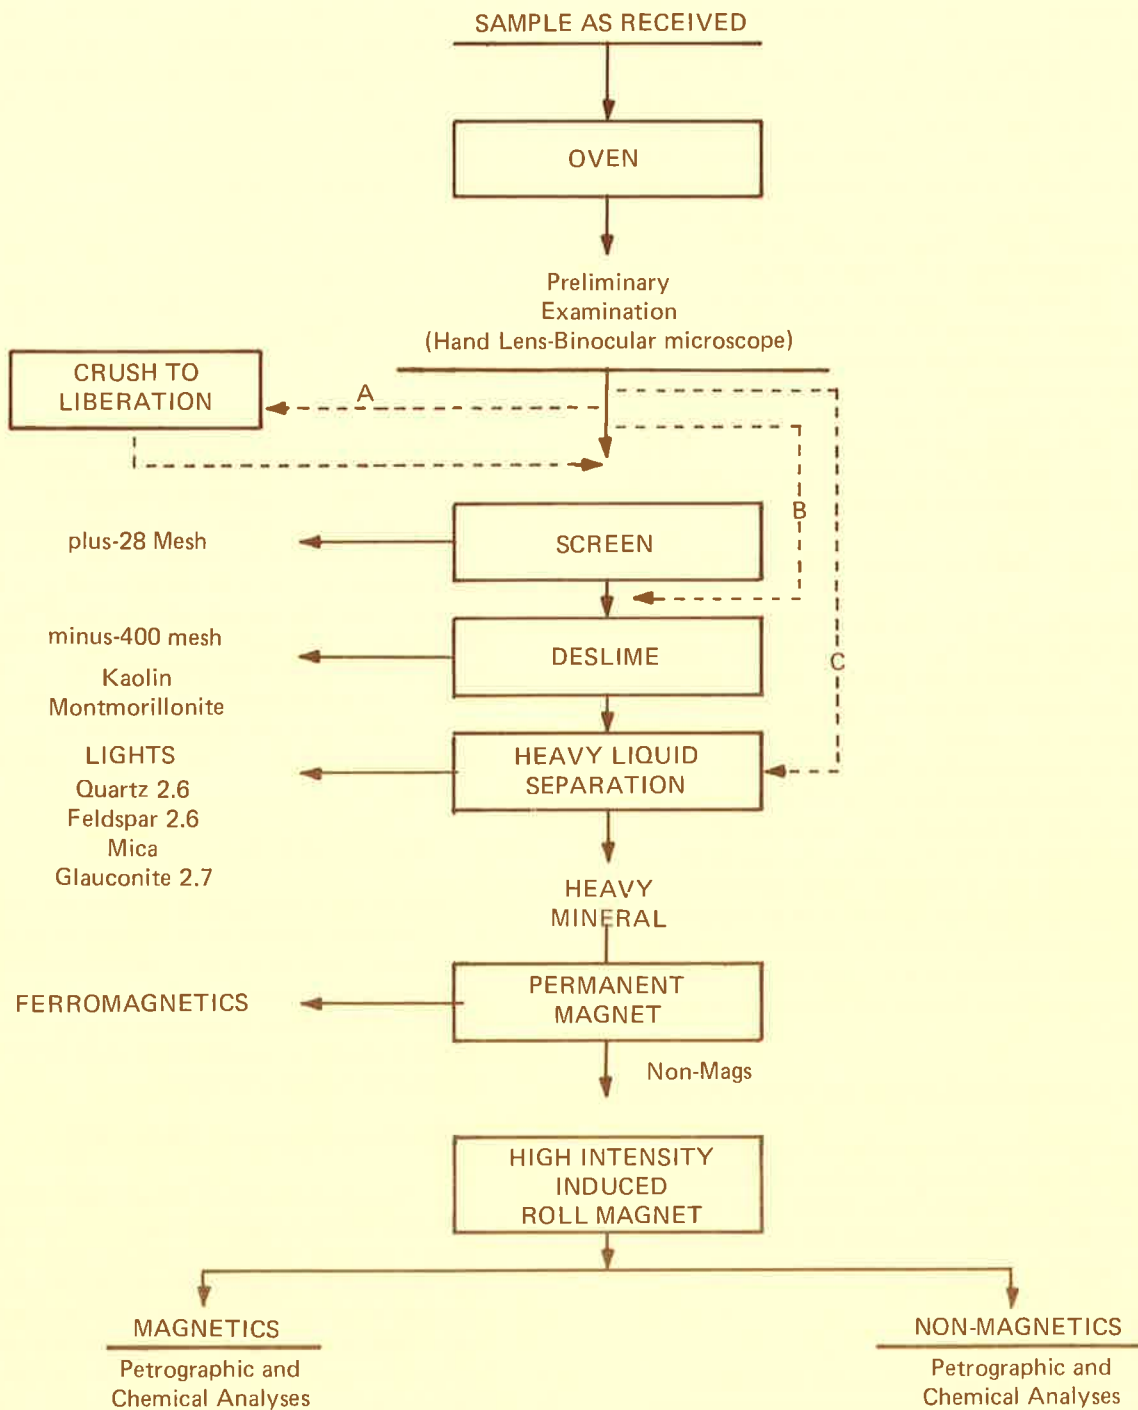 SAMPLE AS RECEIVED
OVEN
Preliminary
Examination
(Hand Lens-Binocular microscope)
CRUSH TO
LIBERATION
A
B
SCREEN
plus-28 Mesh
DESLIME
minus-400 mesh
Kaolin
Montmorillonite
C
HEAVY LIQUID
SEPARATION
LIGHTS
Quartz 2.6
Feldspar 2.6
Mica
Glauconite 2.7
HEAVY
MINERAL
PERMANENT
MAGNET
FERROMAGNETICS
Non-Mags
HIGH INTENSITY
INDUCED
ROLL MAGNET
MAGNETICS
Petrographic and
Chemical Analyses
NON-MAGNETICS
Petrographic and
Chemical Analyses